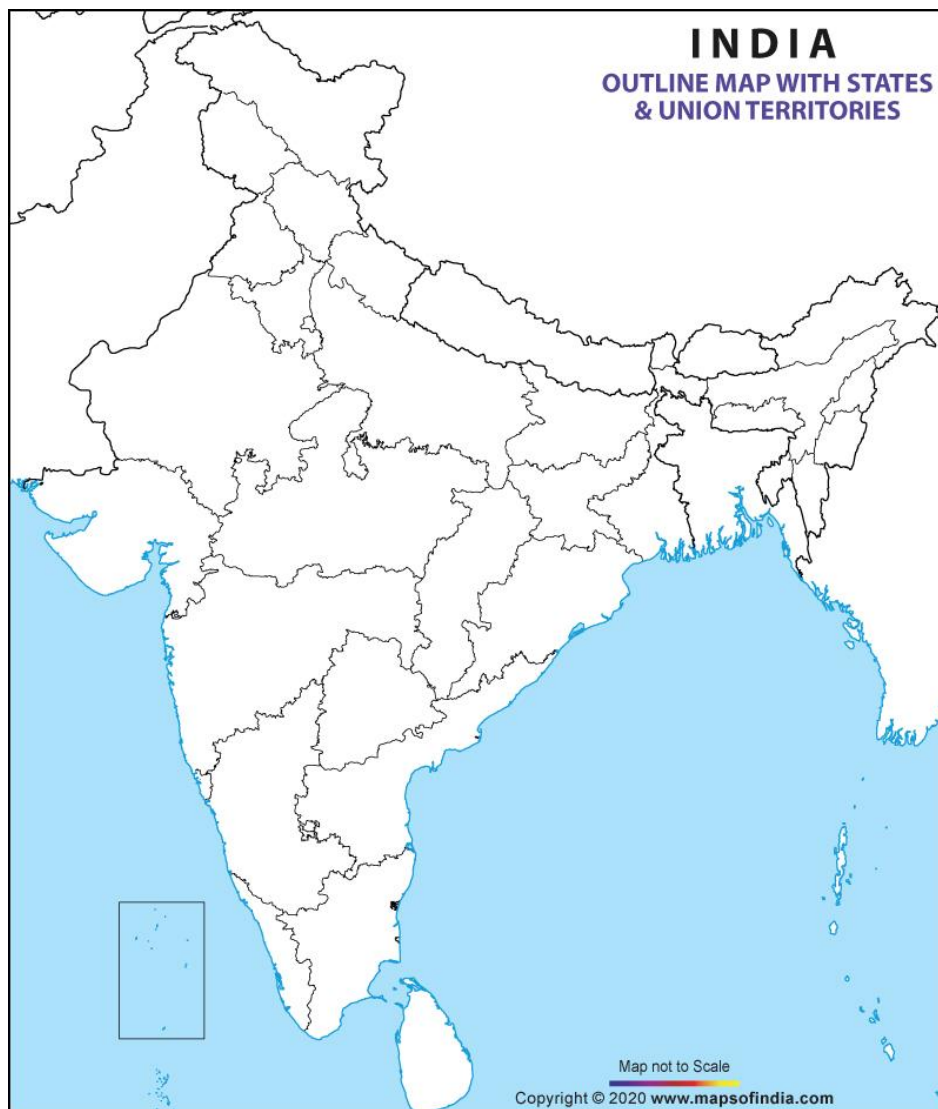 INDIA
OUTLINE MAP WITH STATES
& UNION TERRITORIES
Map not to Scale
Copyright © 2020 www.mapsofindia.com